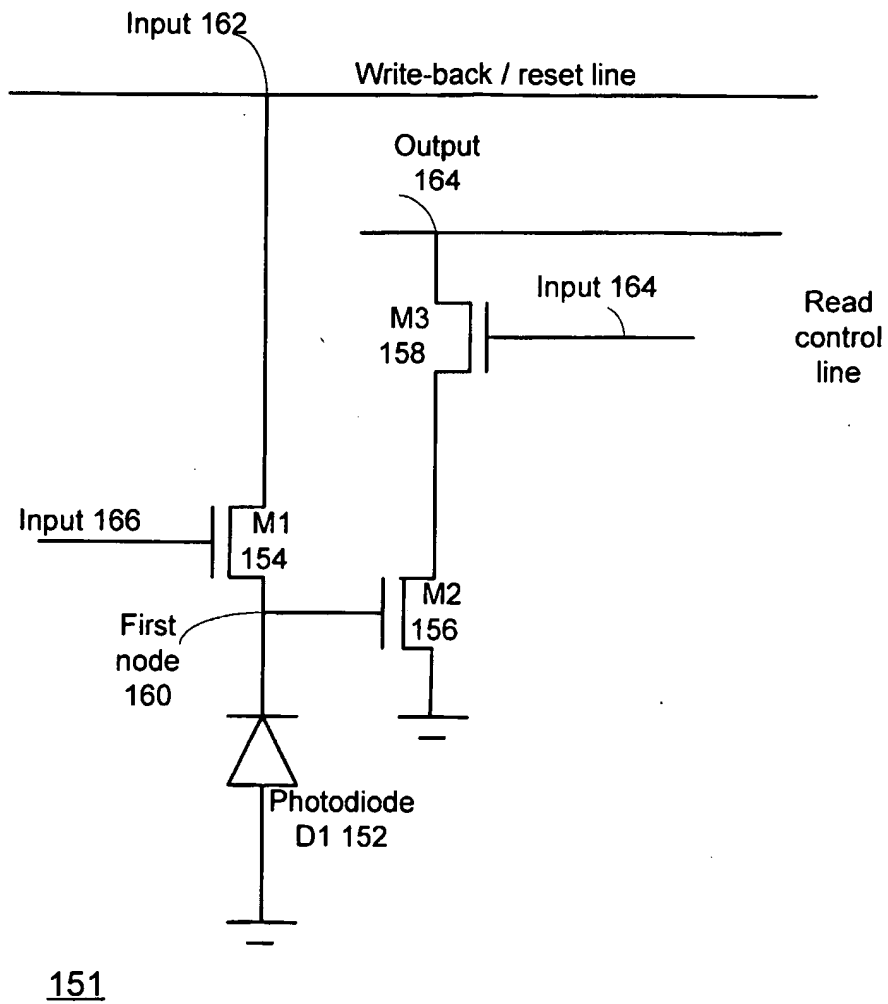 Input 162
Write-back / reset line
Output
164
Input 164
Read
control
line
M3
158
Input 166
M1
154
M2
156
First
node
160
Photodiode
D1 152
151